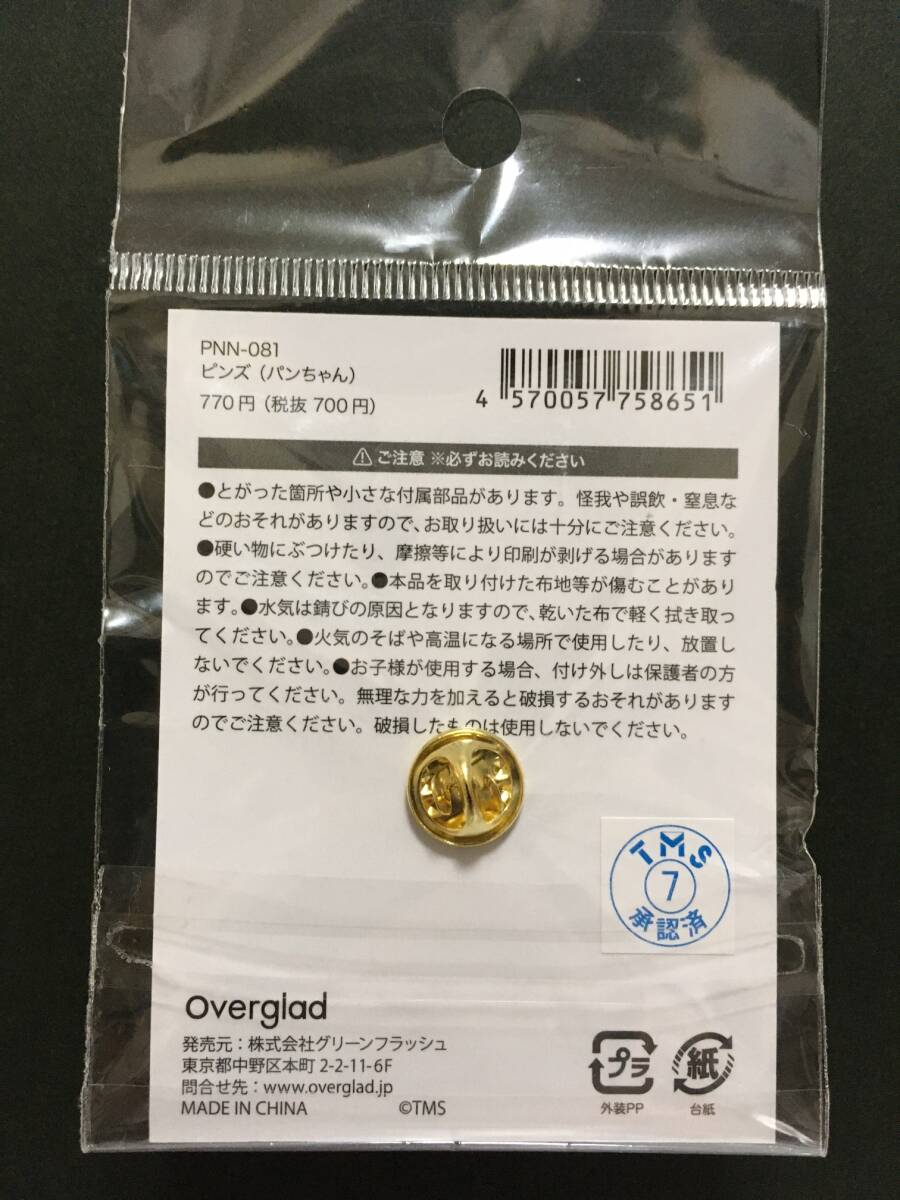 PNN-081
ピンズ（パンちゃん）
770円（税抜 700円）
4 570057 758651
⚠ ご注意 ※必ずお読みください
●とがった箇所や小さな付属部品があります。怪我や誤飲・窒息な
どのおそれがありますので、お取り扱いには十分にご注意ください。
●硬い物にぶつけたり、摩擦等により印刷が剥げる場合があります
のでご注意ください。●本品を取り付けた布地等が傷むことがあり
ます。●水気は錆びの原因となりますので、乾いた布で軽く拭き取っ
てください。●火気のそばや高温になる場所で使用したり、放置し
ないでください。●お子様が使用する場合、付け外しは保護者の方
が行ってください。無理な力を加えると破損するおそれがあります
のでご注意ください。破損したものは使用しないでください。
TMS
7
承認済
Overglad
発売元：株式会社グリーンフラッシュ
東京都中野区本町 2-2-11-6F
問合せ先：www.overglad.jp
MADE IN CHINA ©TMS
プラ
外装PP
紙
台紙